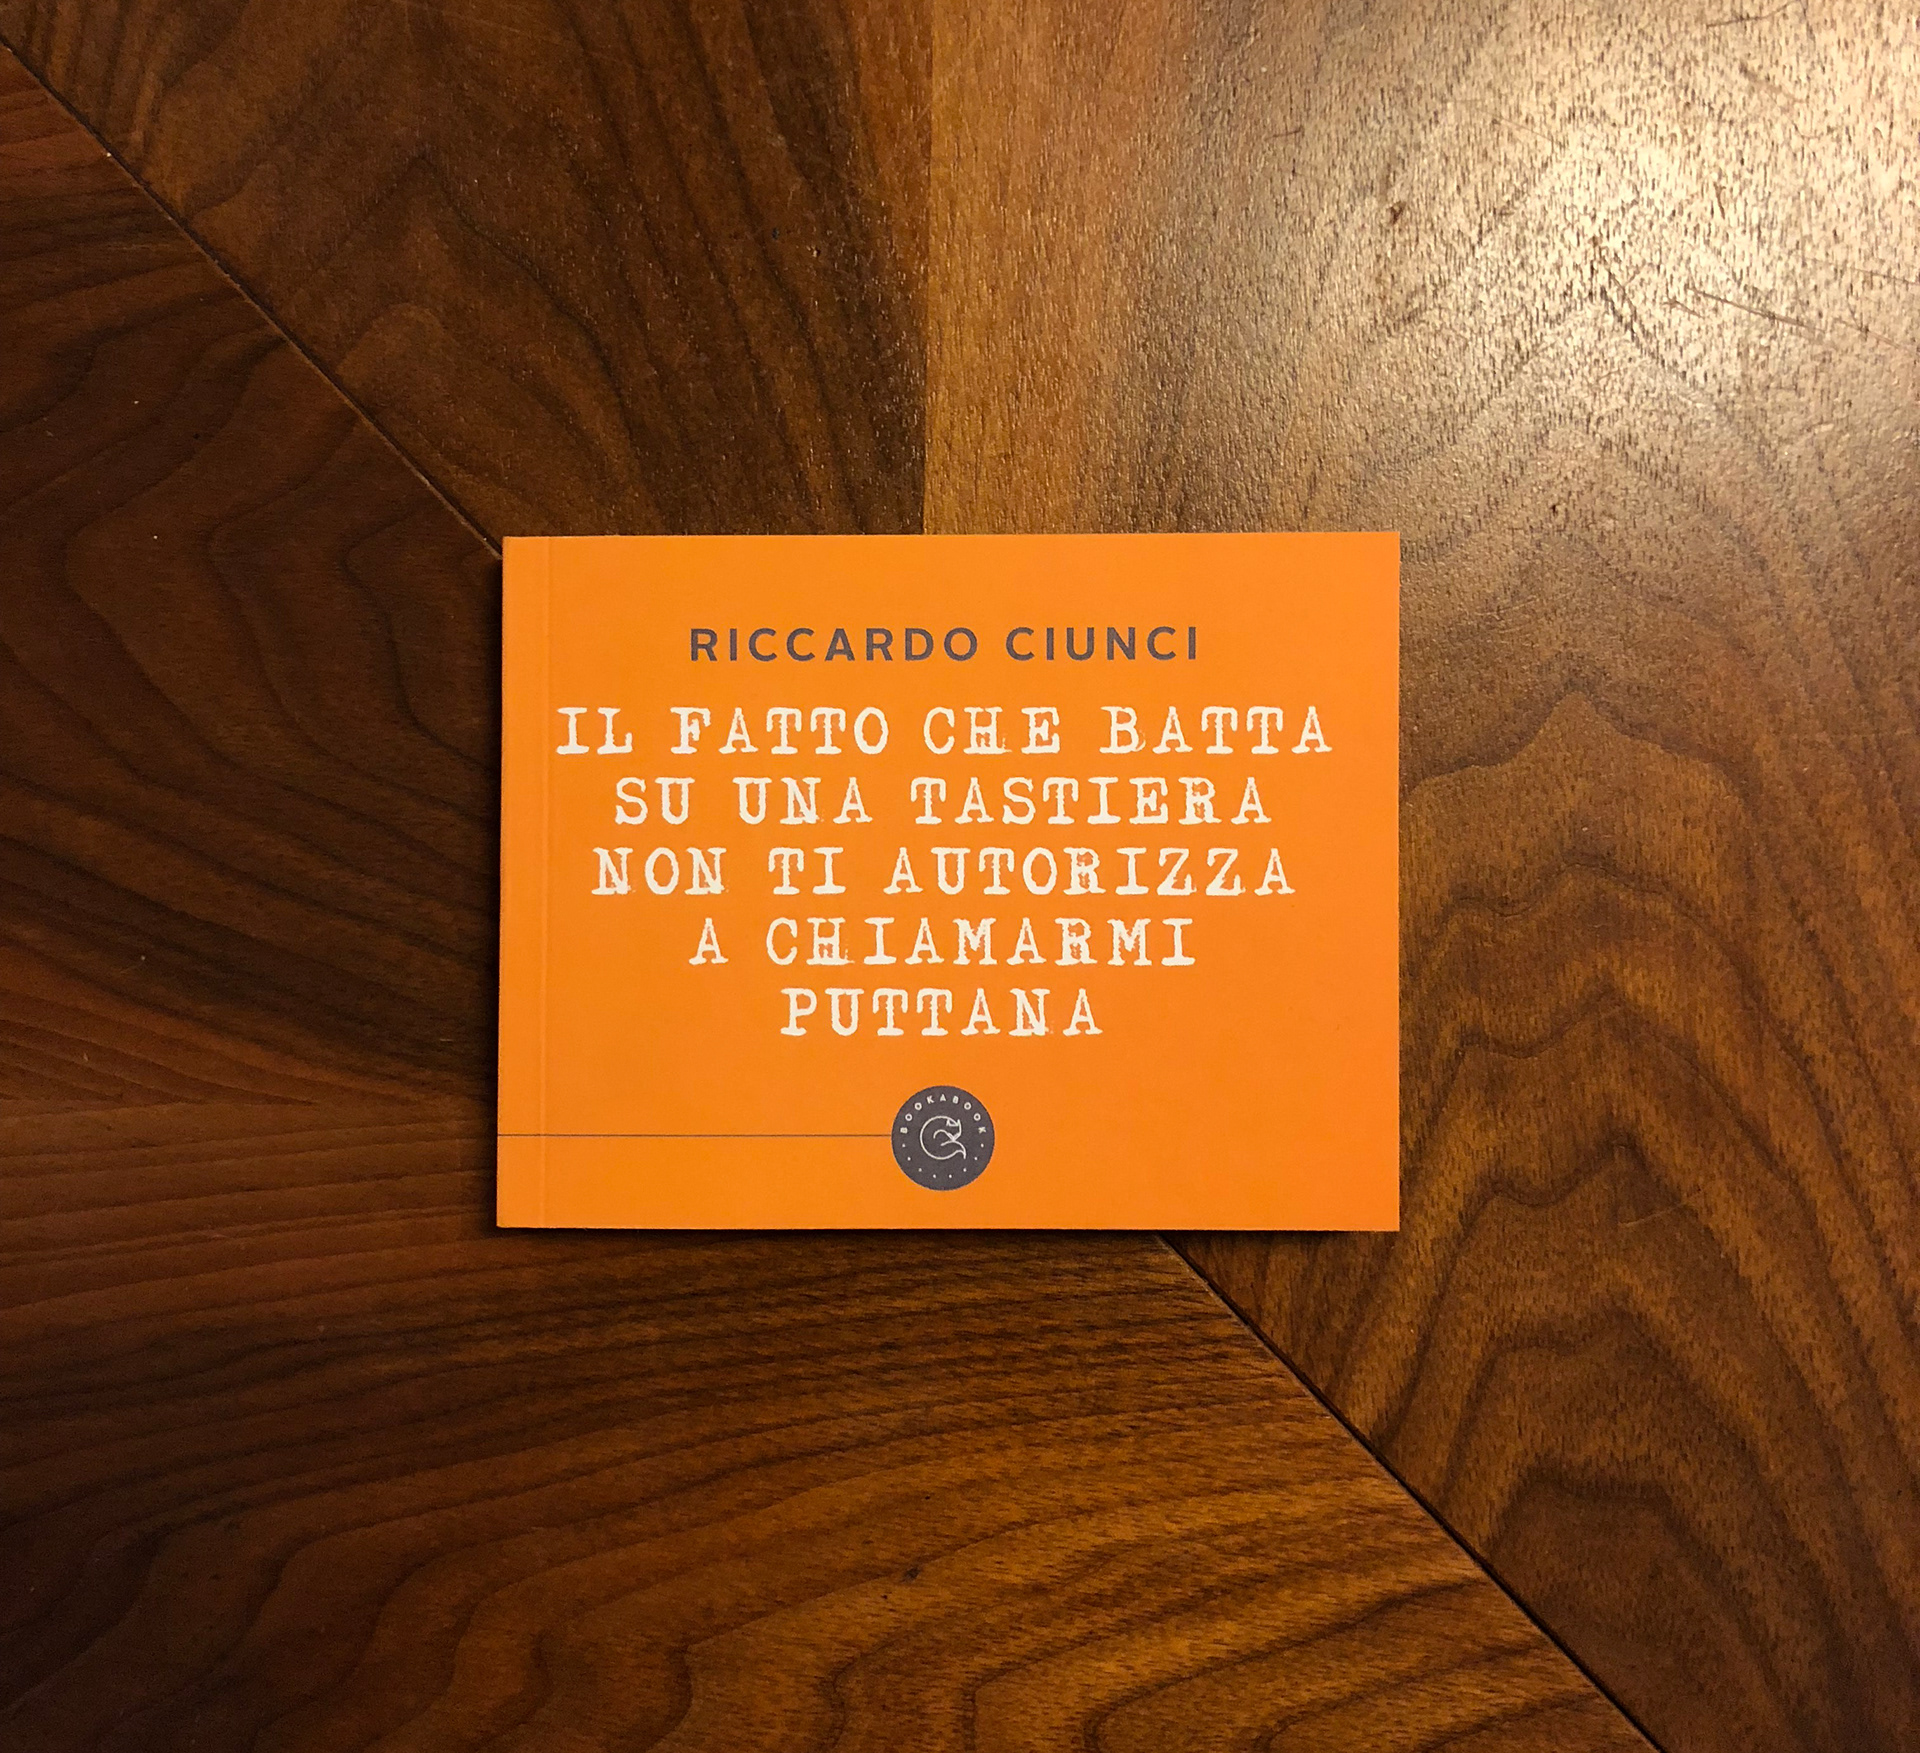 RICCARDO CIUNCI
IL FATTO CHE BATTA
SU UNA TASTIERA
NON TI AUTORIZZA
A CHIAMARMI
PUTTANA
BOOKABOOK